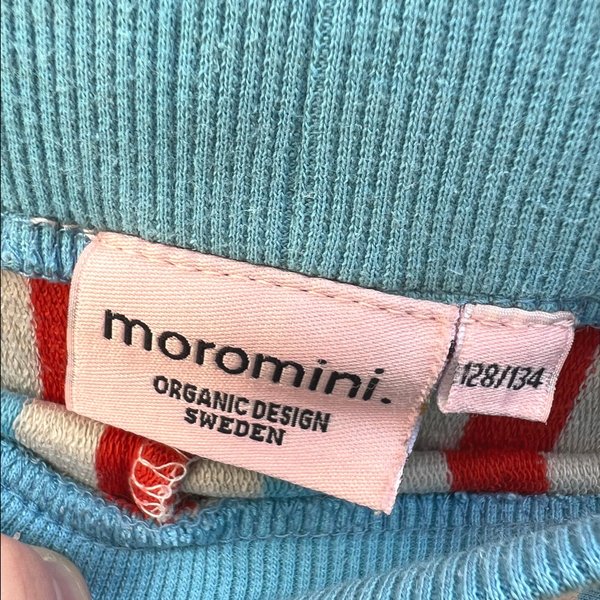 moromini.
ORGANIC DESIGN
SWEDEN
128/134